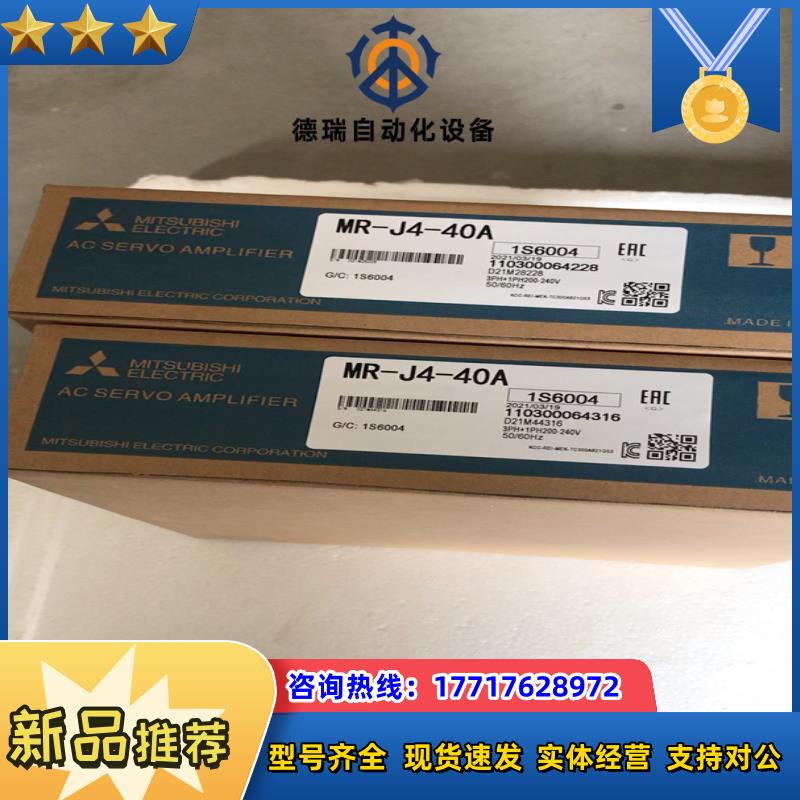 德瑞自动化设备
MITSUBISHI
ELECTRIC
AC SERVO AMPLIFIER
MITSUBISHI ELECTRIC CORPORATION
MR-J4-40A
1S6004
2021/03/19
110300064228
D21M28228
3PH+1PH200-240V
50/60Hz
G/C: 1S6004
EAC
MADE I
MITSUBISHI
ELECTRIC
AC SERVO AMPLIFIER
MITSUBISHI ELECTRIC CORPORATION
MR-J4-40A
1S6004
2021/03/19
110300064316
D21M44316
3PH+1PH200-240V
50/60Hz
G/C: 1S6004
EAC
MA
咨询热线：17717628972
新品推荐
型号齐全 现货速发 实体经营 支持对公